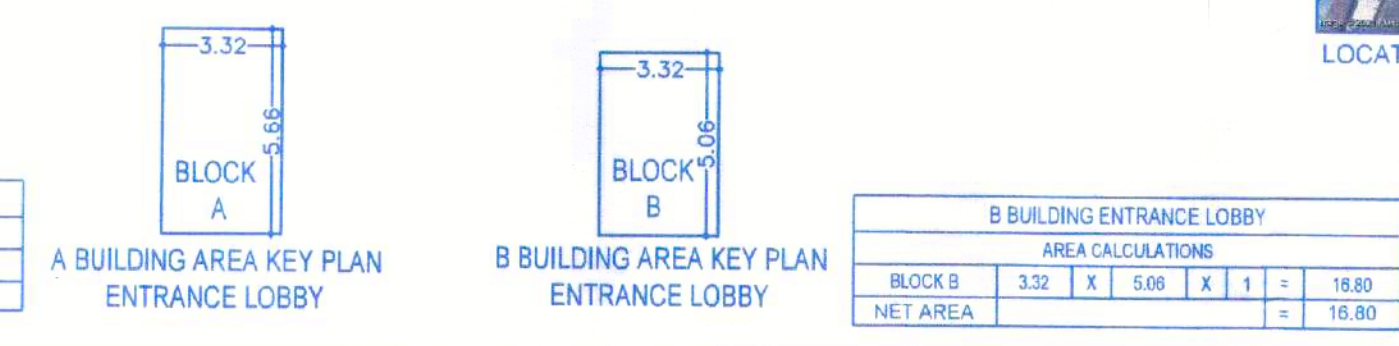 3.32
5.66
BLOCK
A
A BUILDING AREA KEY PLAN
ENTRANCE LOBBY
3.32
5.06
BLOCK
B
B BUILDING AREA KEY PLAN
ENTRANCE LOBBY
LOCAT
B BUILDING ENTRANCE LOBBY
AREA CALCULATIONS
BLOCK B 3.32 X 5.06 X 1 = 16.80
NET AREA = 16.80